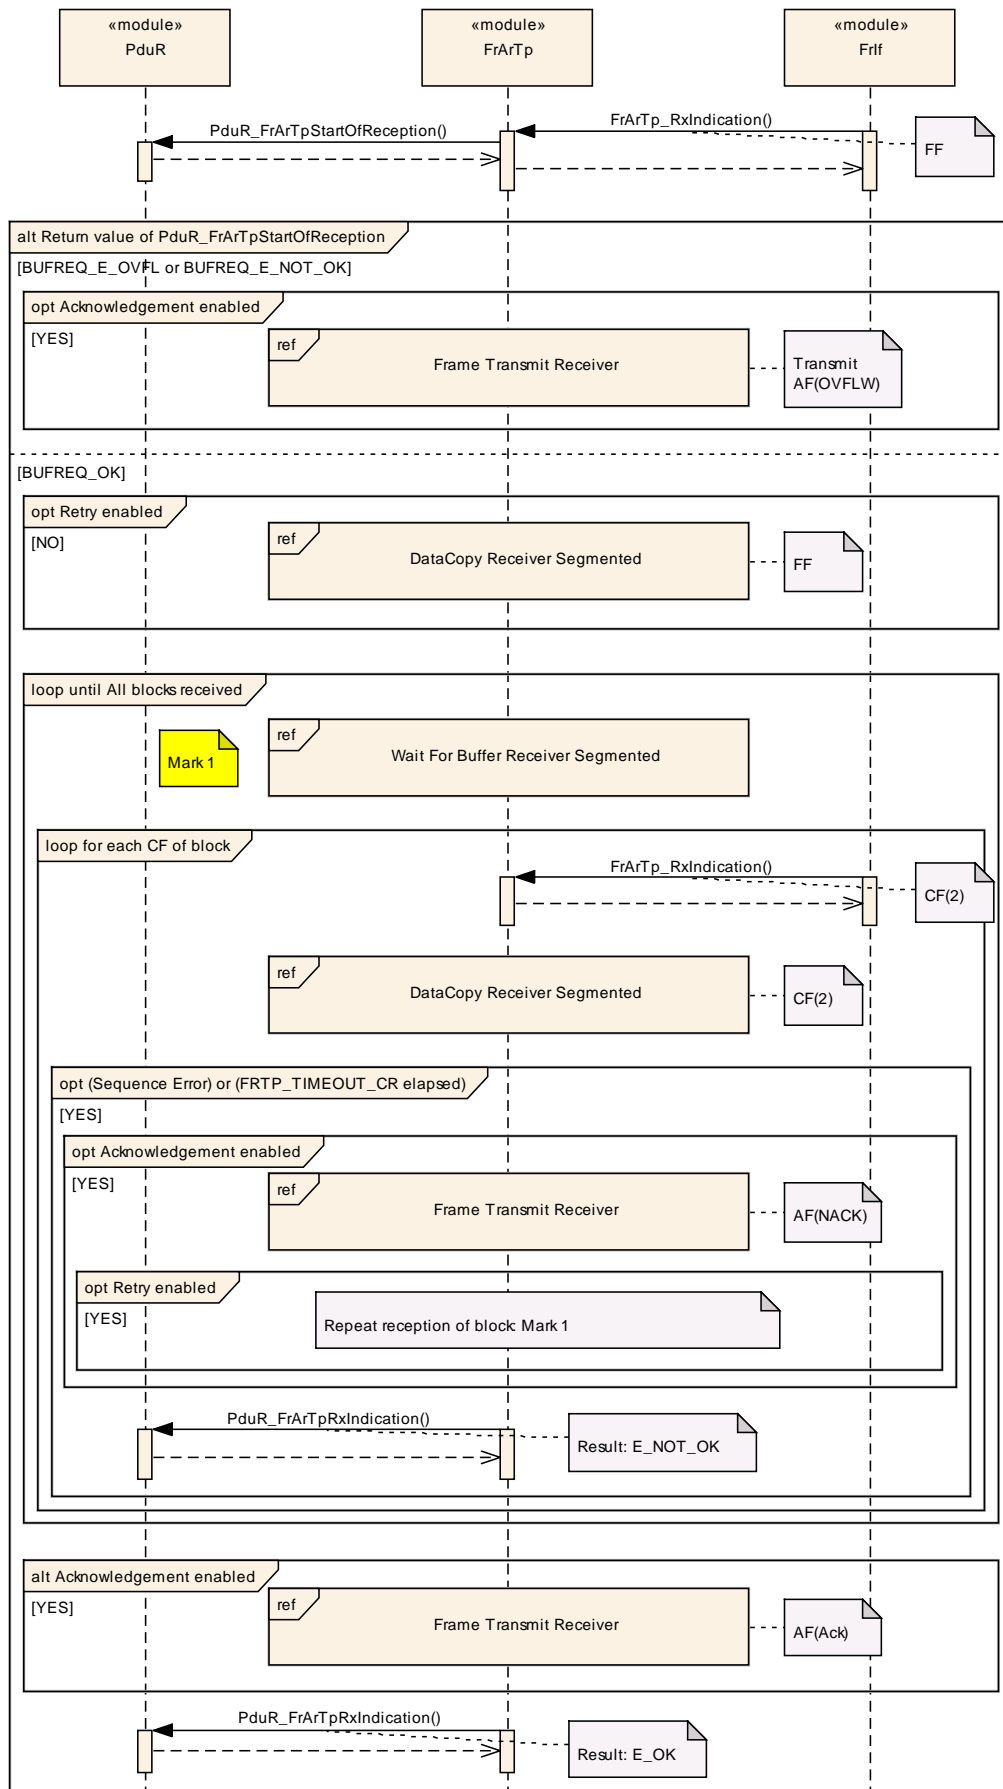 «module»
PduR
«module»
FrArTp
«module»
FrIf
FrArTp_RxIndication()
PduR_FrArTpStartOfReception()
FF
alt Return value of PduR_FrArTpStartOfReception
[BUFREQ_E_OVFL or BUFREQ_E_NOT_OK]
opt Acknowledgement enabled
[YES]
ref
Frame Transmit Receiver
Transmit
AF(OVFLW)
[BUFREQ_OK]
opt Retry enabled
[NO]
ref
DataCopy Receiver Segmented
FF
loop until All blocks received
ref
Wait For Buffer Receiver Segmented
Mark 1
loop for each CF of block
FrArTp_RxIndication()
CF(2)
ref
DataCopy Receiver Segmented
CF(2)
opt (Sequence Error) or (FRTP_TIMEOUT_CR elapsed)
[YES]
opt Acknowledgement enabled
[YES]
ref
Frame Transmit Receiver
AF(NACK)
opt Retry enabled
[YES]
Repeat reception of block: Mark 1
PduR_FrArTpRxIndication()
Result: E_NOT_OK
alt Acknowledgement enabled
[YES]
ref
Frame Transmit Receiver
AF(Ack)
PduR_FrArTpRxIndication()
Result: E_OK